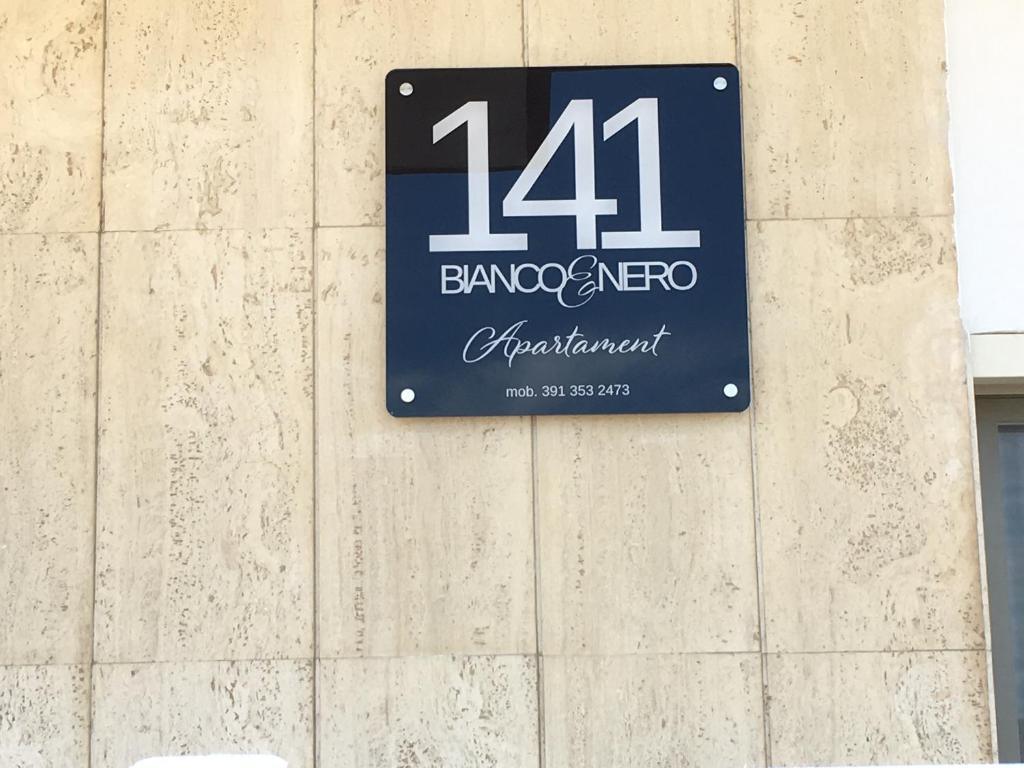 141
BIANCO&NERO
Apartament
mob. 391 353 2473